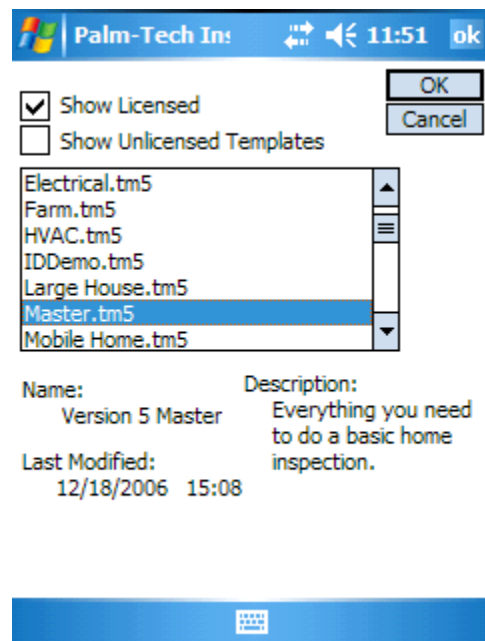 Palm-Tech Ins
11:51
ok
Show Licensed
OK
Show Unlicensed Templates
Cancel
Electrical.tm5
Farm.tm5
HVAC.tm5
IDDemo.tm5
Large House.tm5
Master.tm5
Mobile Home.tm5
Name:
Version 5 Master
Last Modified:
12/18/2006 15:08
Description:
Everything you need
to do a basic home
inspection.